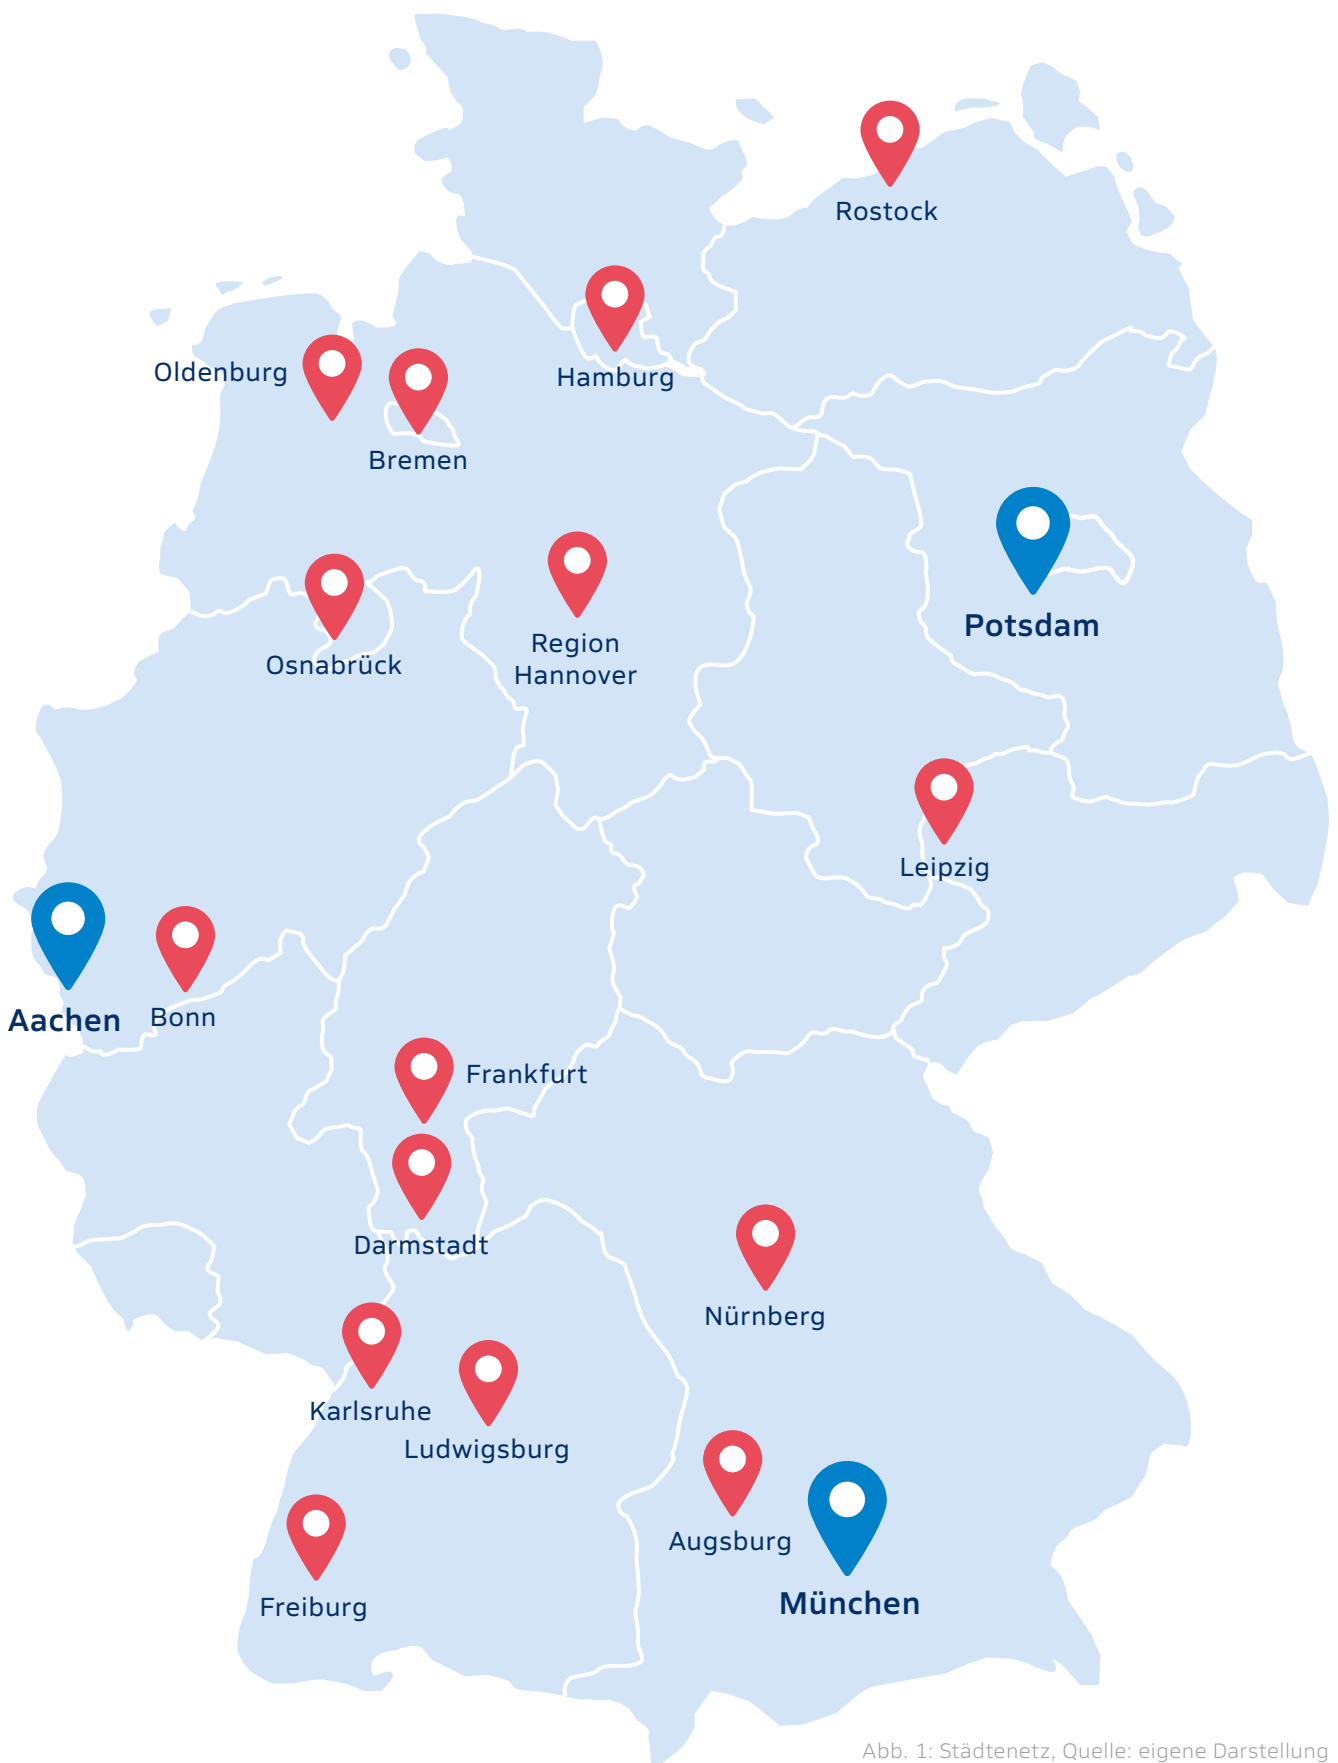 Rostock
Oldenburg
Hamburg
Bremen
Potsdam
Region
Hannover
Osnabrück
Leipzig
Aachen
Bonn
Frankfurt
Darmstadt
Nürnberg
Karlsruhe
Ludwigsburg
Augsburg
München
Freiburg
Abb. 1: Städtenetz, Quelle: eigene Darstellung